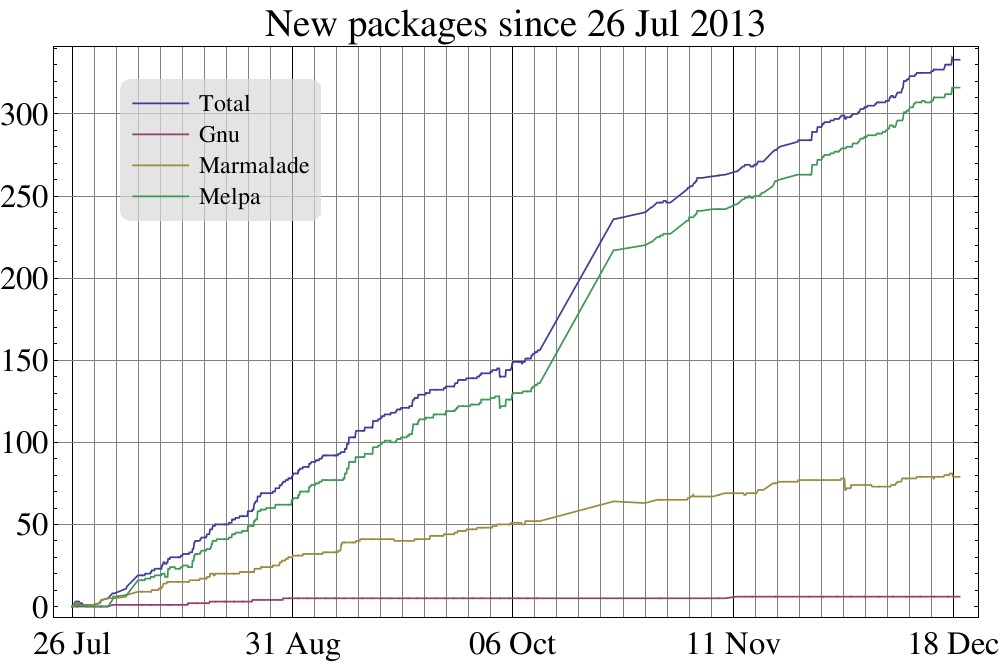 New packages since 26 Jul 2013
Total
Gnu
Marmalade
Melpa
300
250
200
150
100
50
0
26 Jul 31 Aug 06 Oct 11 Nov 18 Dec